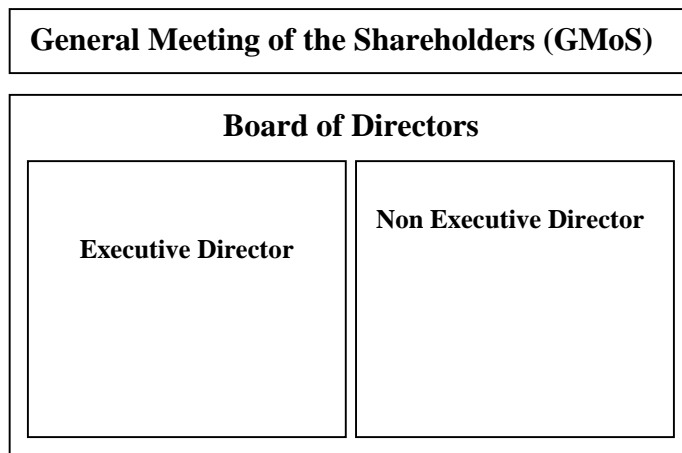 General Meeting of the Shareholders (GMoS)
Board of Directors
Executive Director
Non Executive Director